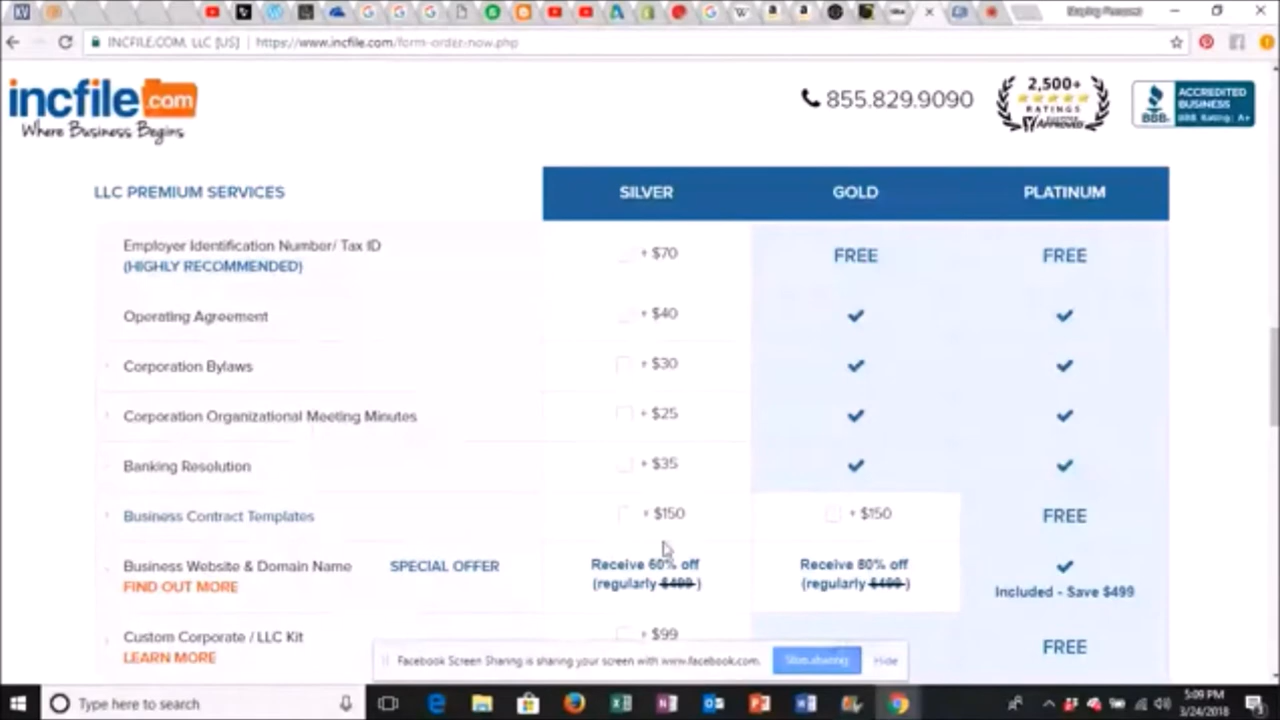 INCFILE.COM, LLC [US] https://www.incfile.com/form-order-now.php
incfile.com
Where Business Begins
855.829.9090
2,500+
RATINGS
APPROVED
BBB
ACCREDITED
BUSINESS
BBB Rating: A+
LLC PREMIUM SERVICES SILVER GOLD PLATINUM
Employer Identification Number/ Tax ID
(HIGHLY RECOMMENDED) + $70 FREE FREE
Operating Agreement + $40
Corporation Bylaws + $30
Corporation Organizational Meeting Minutes + $25
Banking Resolution + $35
Business Contract Templates + $150 + $150 FREE
Business Website & Domain Name SPECIAL OFFER Receive 60% off Receive 80% off
FIND OUT MORE (regularly $499 ) (regularly $499 ) Included - Save $499
Custom Corporate / LLC Kit + $99 FREE
LEARN MORE
Facebook Screen Sharing is sharing your screen with www.facebook.com. Stop sharing Hide
Type here to search
5:09 PM
3/24/2018